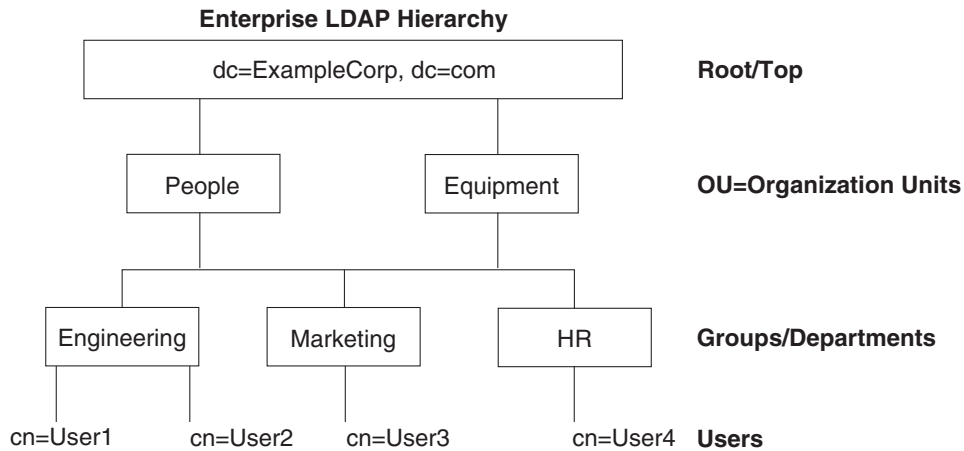 Enterprise LDAP Hierarchy
dc=ExampleCorp, dc=com
Root/Top
People
Equipment
OU=Organization Units
Engineering
Marketing
HR
Groups/Departments
cn=User1
cn=User2
cn=User3
cn=User4
Users